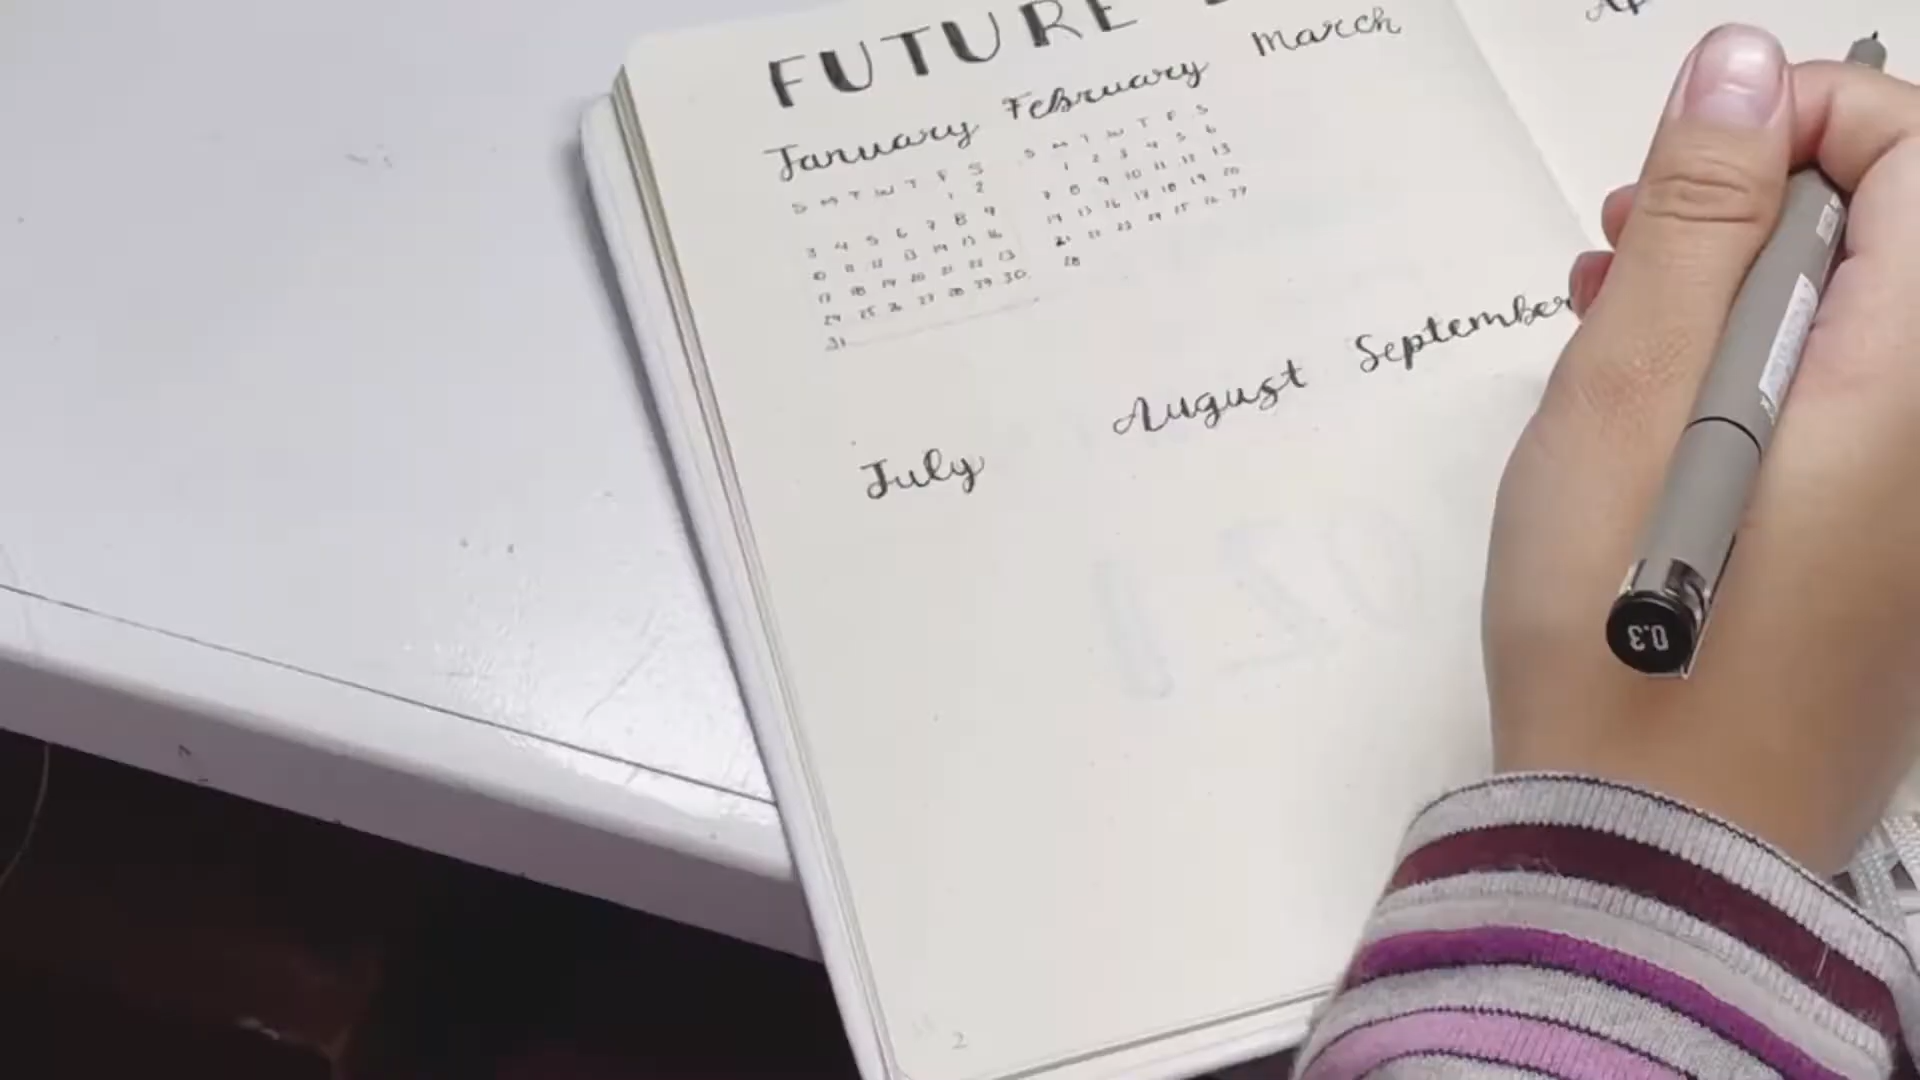 FUTURE
January February March
S M T W T F S
1 2
3 4 5 6 7 8 9
10 11 12 13 14 15 16
17 18 19 20 21 22 23
24 25 26 27 28 29 30
31
S M T W T F S
1 2 3 4 5 6
7 8 9 10 11 12 13
14 15 16 17 18 19 20
21 22 23 24 25 26 27
28
July August September
0.3
2